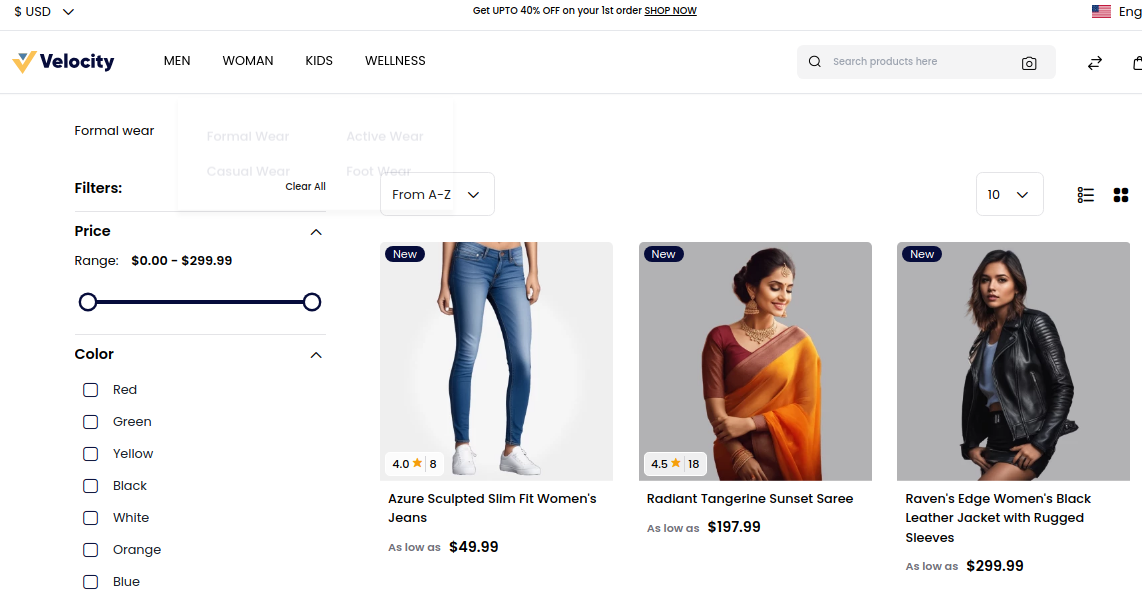 $ USD
Get UPTO 40% OFF on your 1st order SHOP NOW
Eng
Velocity
MEN
WOMAN
KIDS
WELLNESS
Search products here
Formal wear
Formal Wear
Active Wear
Casual Wear
Foot Wear
Filters:
Clear All
From A-Z
10
Price
Range: $0.00 - $299.99
Color
Red
Green
Yellow
Black
White
Orange
Blue
New
4.0 ★ 8
Azure Sculpted Slim Fit Women's
Jeans
As low as $49.99
New
4.5 ★ 18
Radiant Tangerine Sunset Saree
As low as $197.99
New
Raven's Edge Women's Black
Leather Jacket with Rugged
Sleeves
As low as $299.99